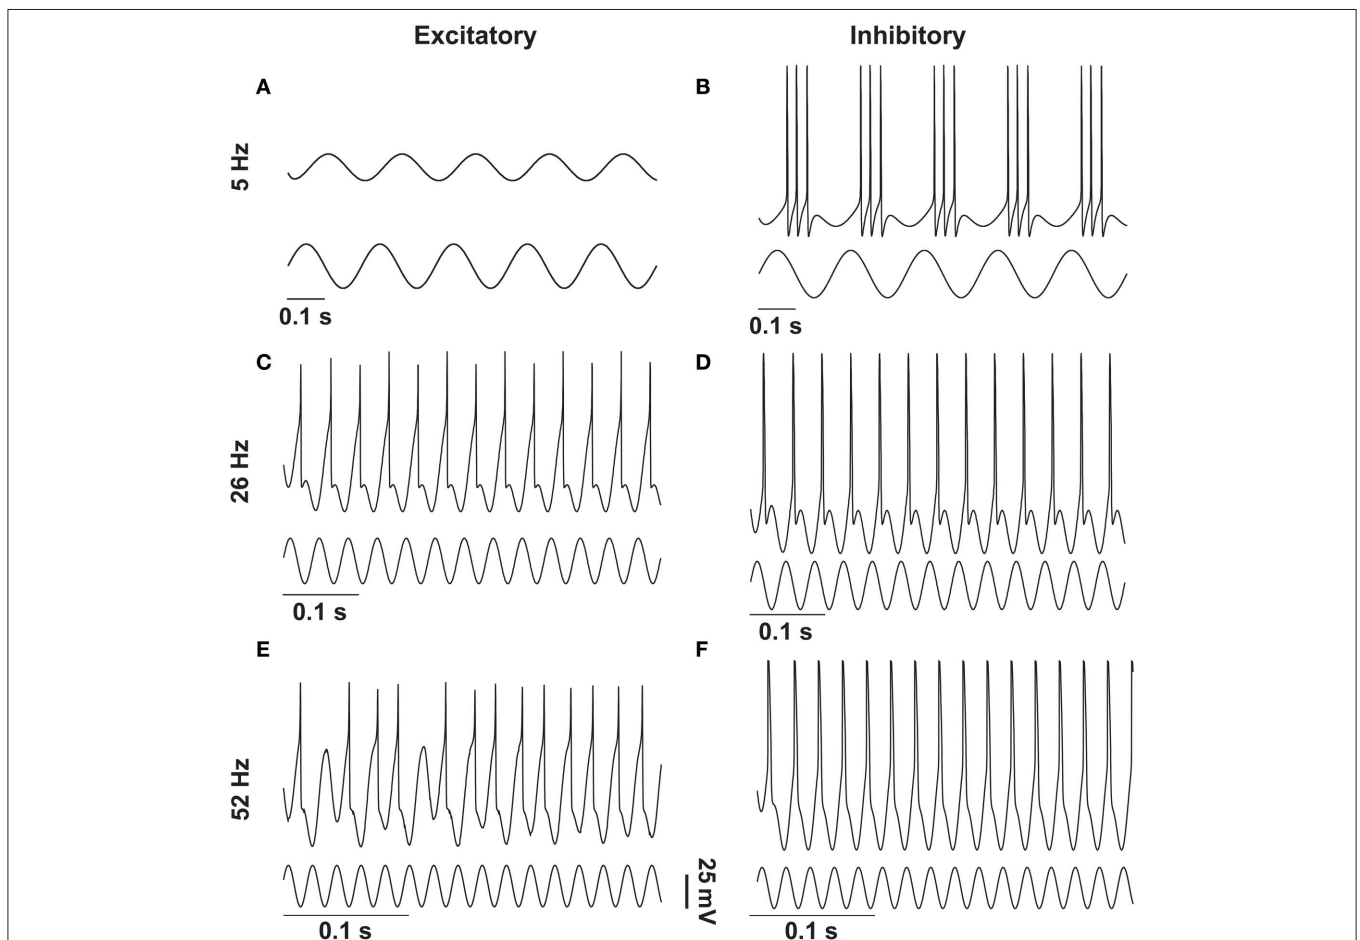 Excitatory
Inhibitory
A
B
5 Hz
0.1 s
0.1 s
C
D
26 Hz
0.1 s
0.1 s
E
F
52 Hz
25 mV
0.1 s
0.1 s